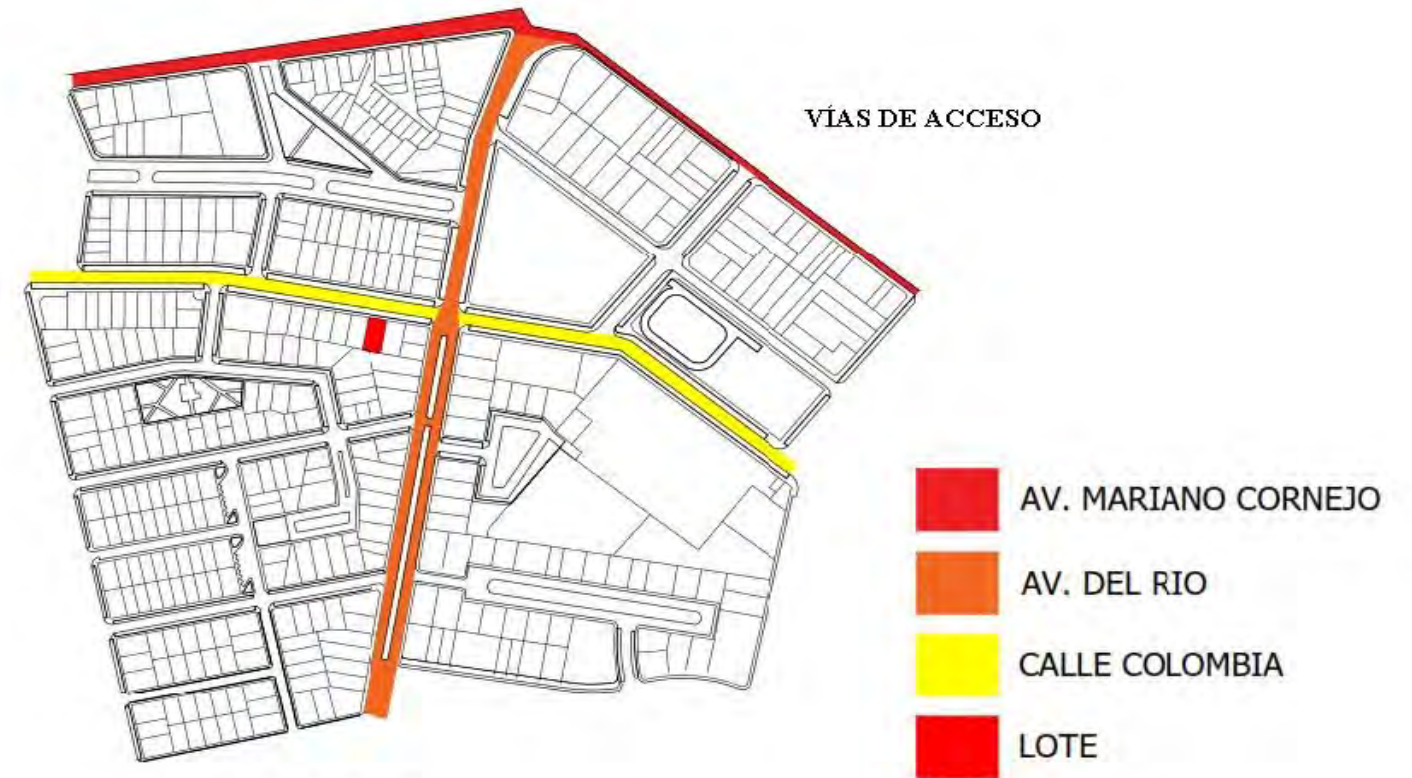 VÍAS DE ACCESO
AV. MARIANO CORNEJO
AV. DEL RIO
CALLE COLOMBIA
LOTE